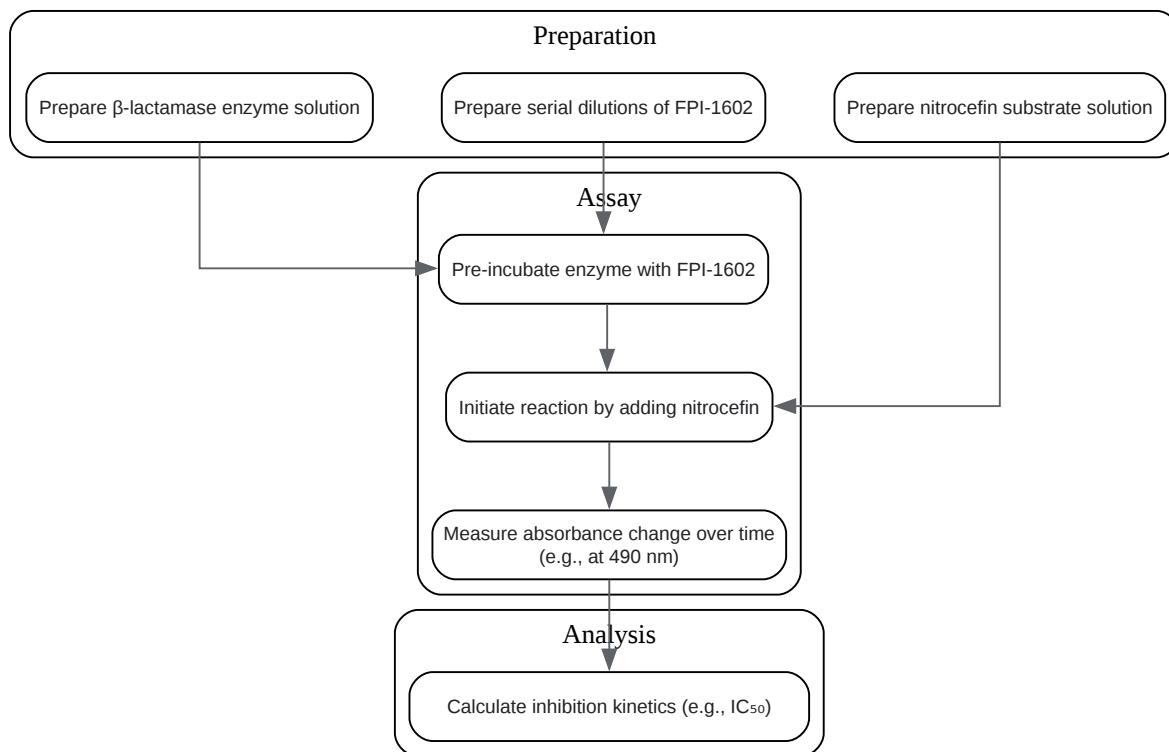 Preparation
Prepare β-lactamase enzyme solution
Prepare serial dilutions of FPI-1602
Prepare nitrocefin substrate solution
Assay
Pre-incubate enzyme with FPI-1602
Initiate reaction by adding nitrocefin
Measure absorbance change over time
(e.g., at 490 nm)
Analysis
Calculate inhibition kinetics (e.g., IC₅₀)